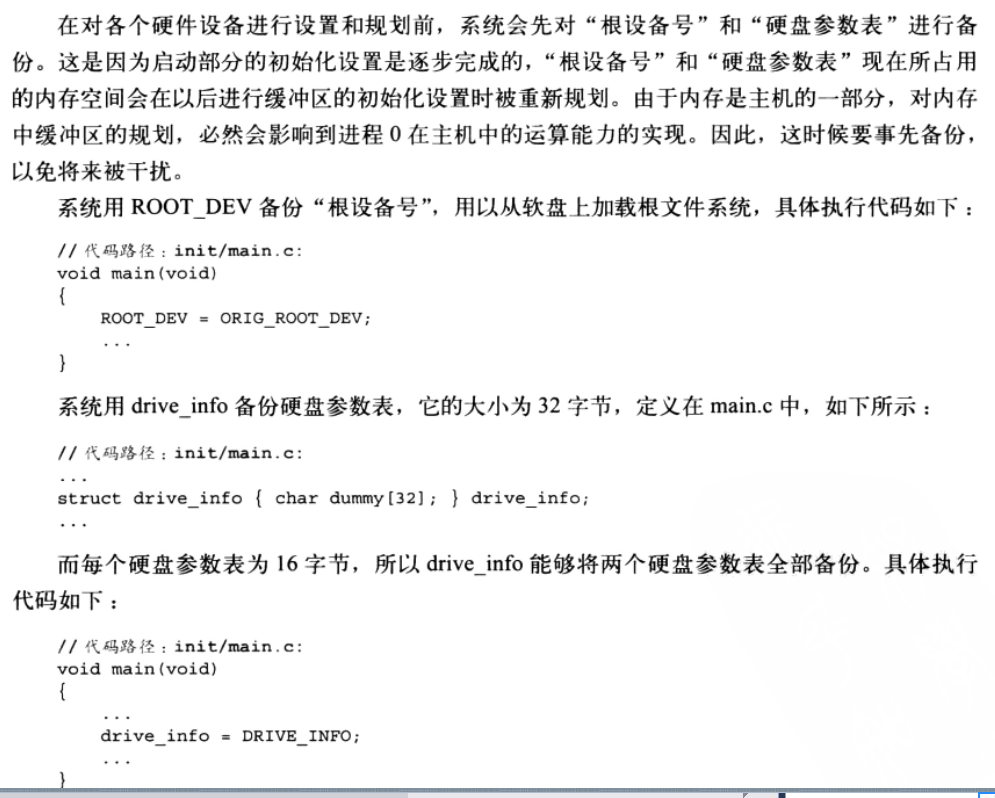 在对各个硬件设备进行设置和规划前，系统会先对“根设备号”和“硬盘参数表”进行备
份。这是因为启动部分的初始化设置是逐步完成的，“根设备号”和“硬盘参数表”现在所占用
的内存空间会在以后进行缓冲区的初始化设置时被重新规划。由于内存是主机的一部分，对内存
中缓冲区的规划，必然会影响到进程 0 在主机中的运算能力的实现。因此，这时候要事先备份，
以免将来被干扰。
系统用 ROOT_DEV 备份“根设备号”，用以从软盘上加载根文件系统，具体执行代码如下：
// 代码路径：init/main.c:
void main(void)
{
ROOT_DEV = ORIG_ROOT_DEV;
...
}
系统用 drive_info 备份硬盘参数表，它的大小为 32 字节，定义在 main.c 中，如下所示：
// 代码路径：init/main.c:
...
struct drive_info { char dummy[32]; } drive_info;
...
而每个硬盘参数表为 16 字节，所以 drive_info 能够将两个硬盘参数表全部备份。具体执行
代码如下：
// 代码路径：init/main.c:
void main(void)
{
...
drive_info = DRIVE_INFO;
...
}